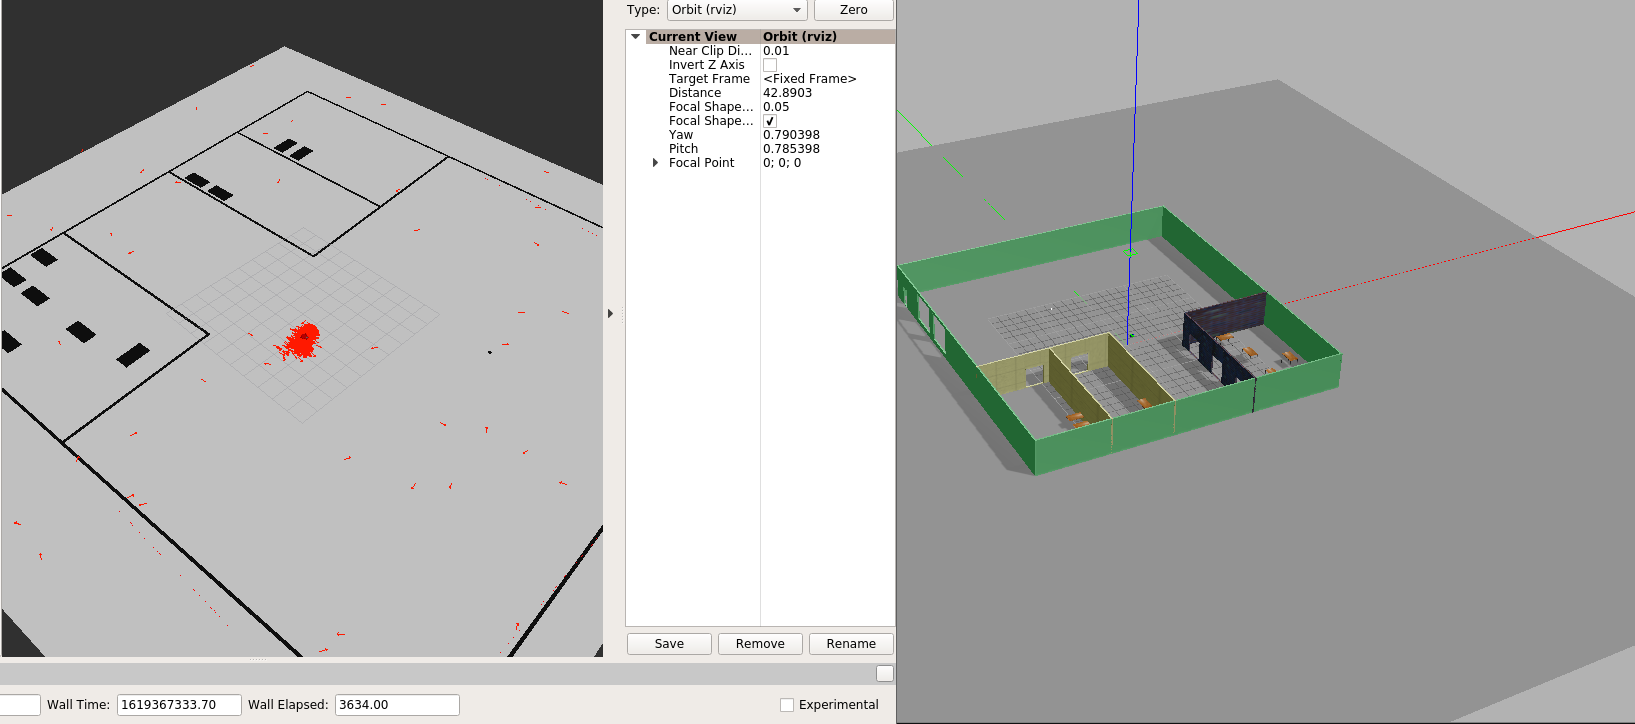 Type: Orbit (rviz) Zero
Current View Orbit (rviz)
Near Clip Di... 0.01
Invert Z Axis
Target Frame <Fixed Frame>
Distance 42.8903
Focal Shape... 0.05
Focal Shape... ✔
Yaw 0.790398
Pitch 0.785398
Focal Point 0; 0; 0
Save Remove Rename
Wall Time: 1619367333.70 Wall Elapsed: 3634.00 Experimental